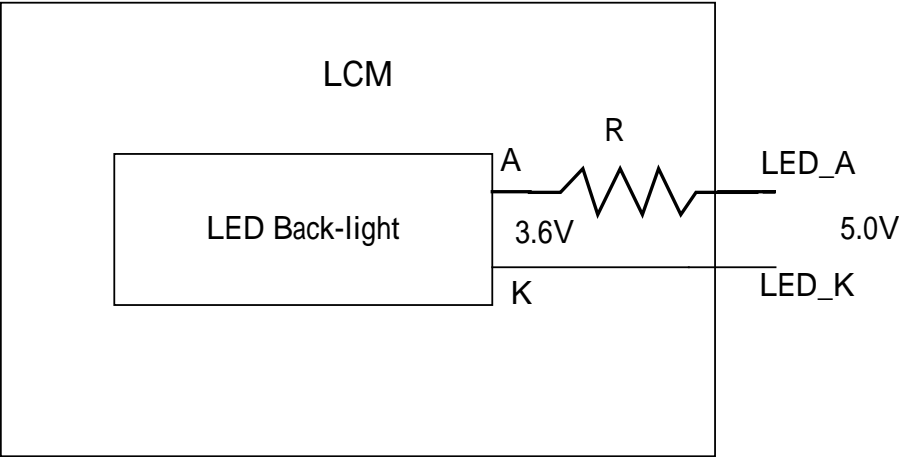 LCM
R
A
LED_A
LED Back-light
3.6V
5.0V
K
LED_K